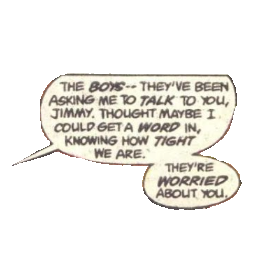 THE BOYS-- THEY'VE BEEN
ASKING ME TO TALK TO YOU,
JIMMY. THOUGHT MAYBE I
COULD GET A WORD IN,
KNOWING HOW TIGHT
WE ARE.
THEY'RE
WORRIED
ABOUT YOU.